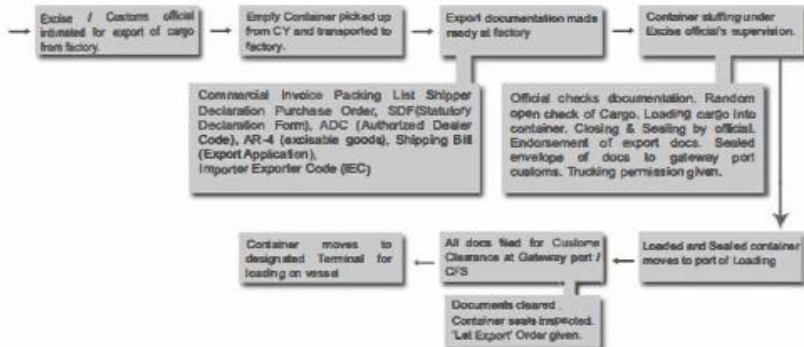 Excise / Customs official
intimated for export of cargo
from factory.
Empty Container picked up
from CY and transported to
factory.
Export documentation made
ready at factory
Container stuffing under
Excise official's supervision.
Commercial Invoice Packing List Shipper
Declaration Purchase Order, SDF(Statutory
Declaration Form), ADC (Authorized Dealer
Code), AR-4 (excisable goods), Shipping Bill
(Export Application),
Importer Exporter Code (IEC)
Official checks documentation. Random
open check of Cargo. Loading cargo into
container. Closing & Sealing by official.
Endorsement of export docs. Sealed
envelope of docs to gateway port
customs. Trucking permission given.
Container moves to
designated Terminal for
loading on vessel
All docs filed for Customs
Clearance at Gateway port /
CFS
Loaded and Sealed container
moves to port of Loading
Documents cleared .
Container seals inspected.
'Let Export' Order given.